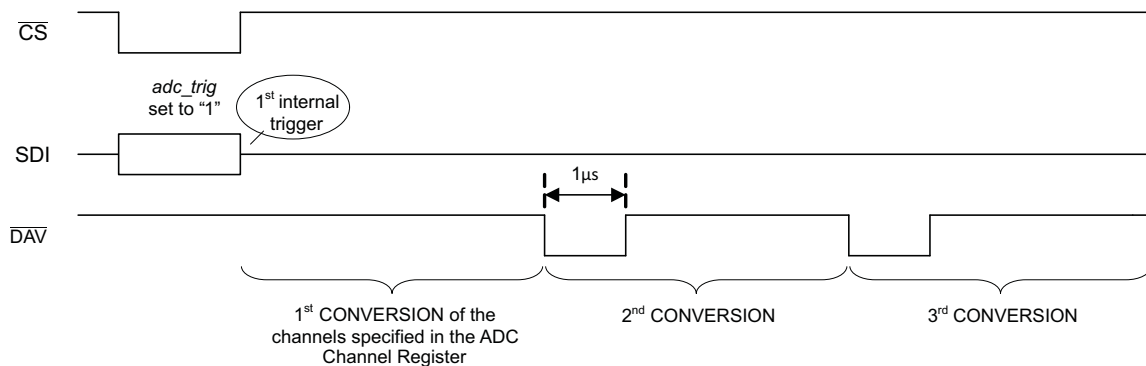 CS
adc_trig
set to “1”
1st internal
trigger
SDI
1µs
DAV
1st CONVERSION of the
channels specified in the ADC
Channel Register
2nd CONVERSION
3rd CONVERSION